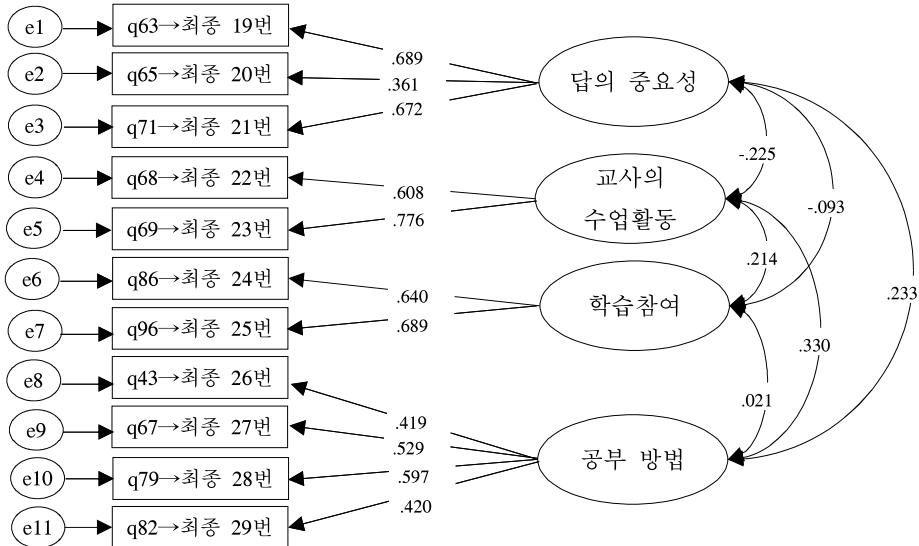 e1
q63→최종 19번
e2
q65→최종 20번
e3
q71→최종 21번
e4
q68→최종 22번
e5
q69→최종 23번
e6
q86→최종 24번
e7
q96→최종 25번
e8
q43→최종 26번
e9
q67→최종 27번
e10
q79→최종 28번
e11
q82→최종 29번
.689
.361
.672
.608
.776
.640
.689
.419
.529
.597
.420
답의 중요성
교사의
수업활동
학습참여
공부 방법
-.225
-.093
.214
.233
.330
.021